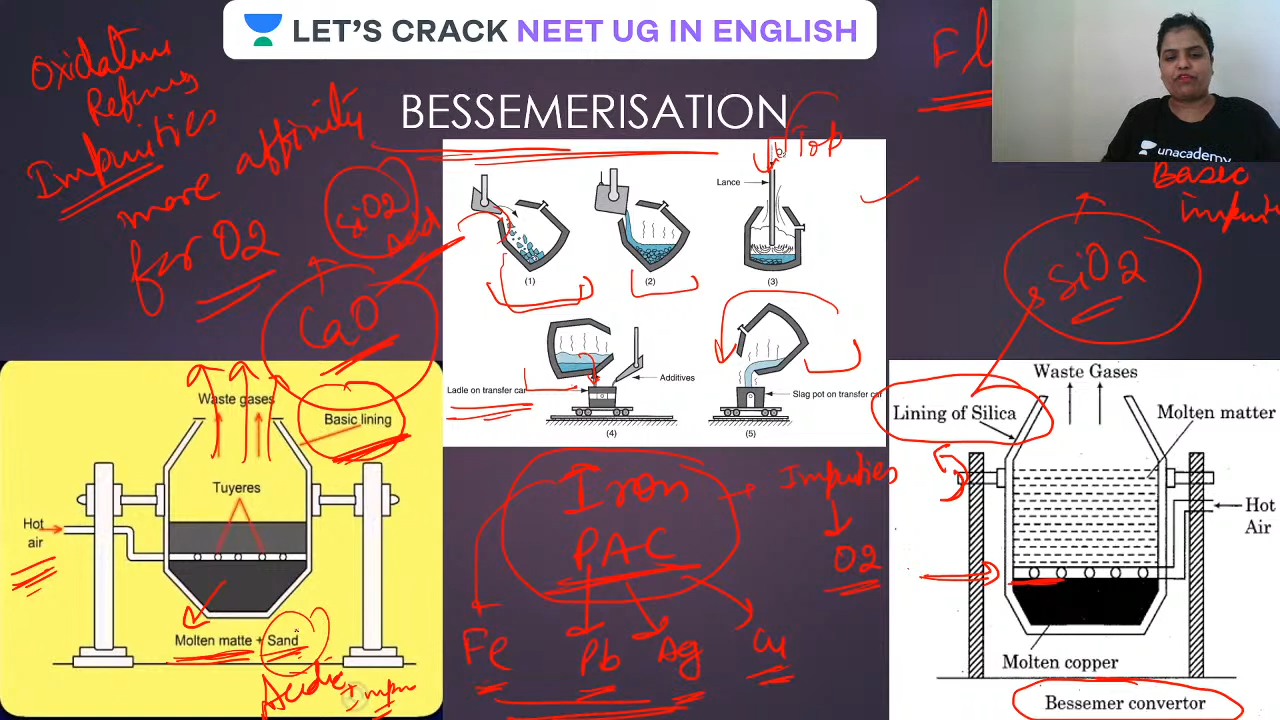 LET'S CRACK NEET UG IN ENGLISH
unacademy
BESSEMERISATION
Oxidative
Refining
Impurities
more affinity
for O2
SiO2
acid
CaO
Fl
Top
Basic
SiO2
Lance
(1)
(2)
(3)
Ladle on transfer car
Additives
Slag pot on transfer car
(4)
(5)
Waste gases
Basic lining
Tuyeres
Hot
air
Molten matte + Sand
Acidic
Iron
PAC
Impurities
O2
Fe
Pb
Ag
Cu
Waste Gases
Lining of Silica
Molten matter
Hot
Air
Molten copper
Bessemer convertor